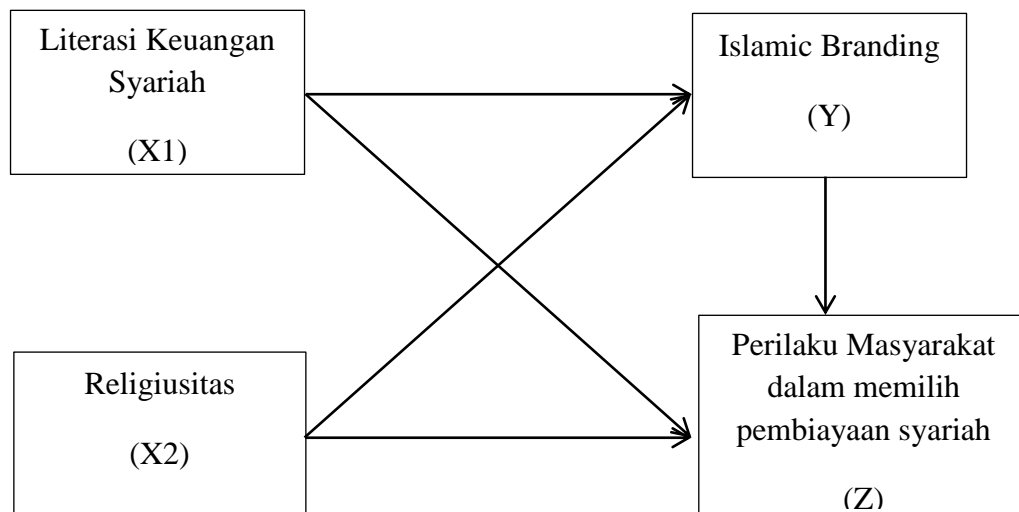 Literasi Keuangan
Syariah
(X1)
Islamic Branding
(Y)
Religiusitas
(X2)
Perilaku Masyarakat
dalam memilih
pembiayaan syariah
(Z)